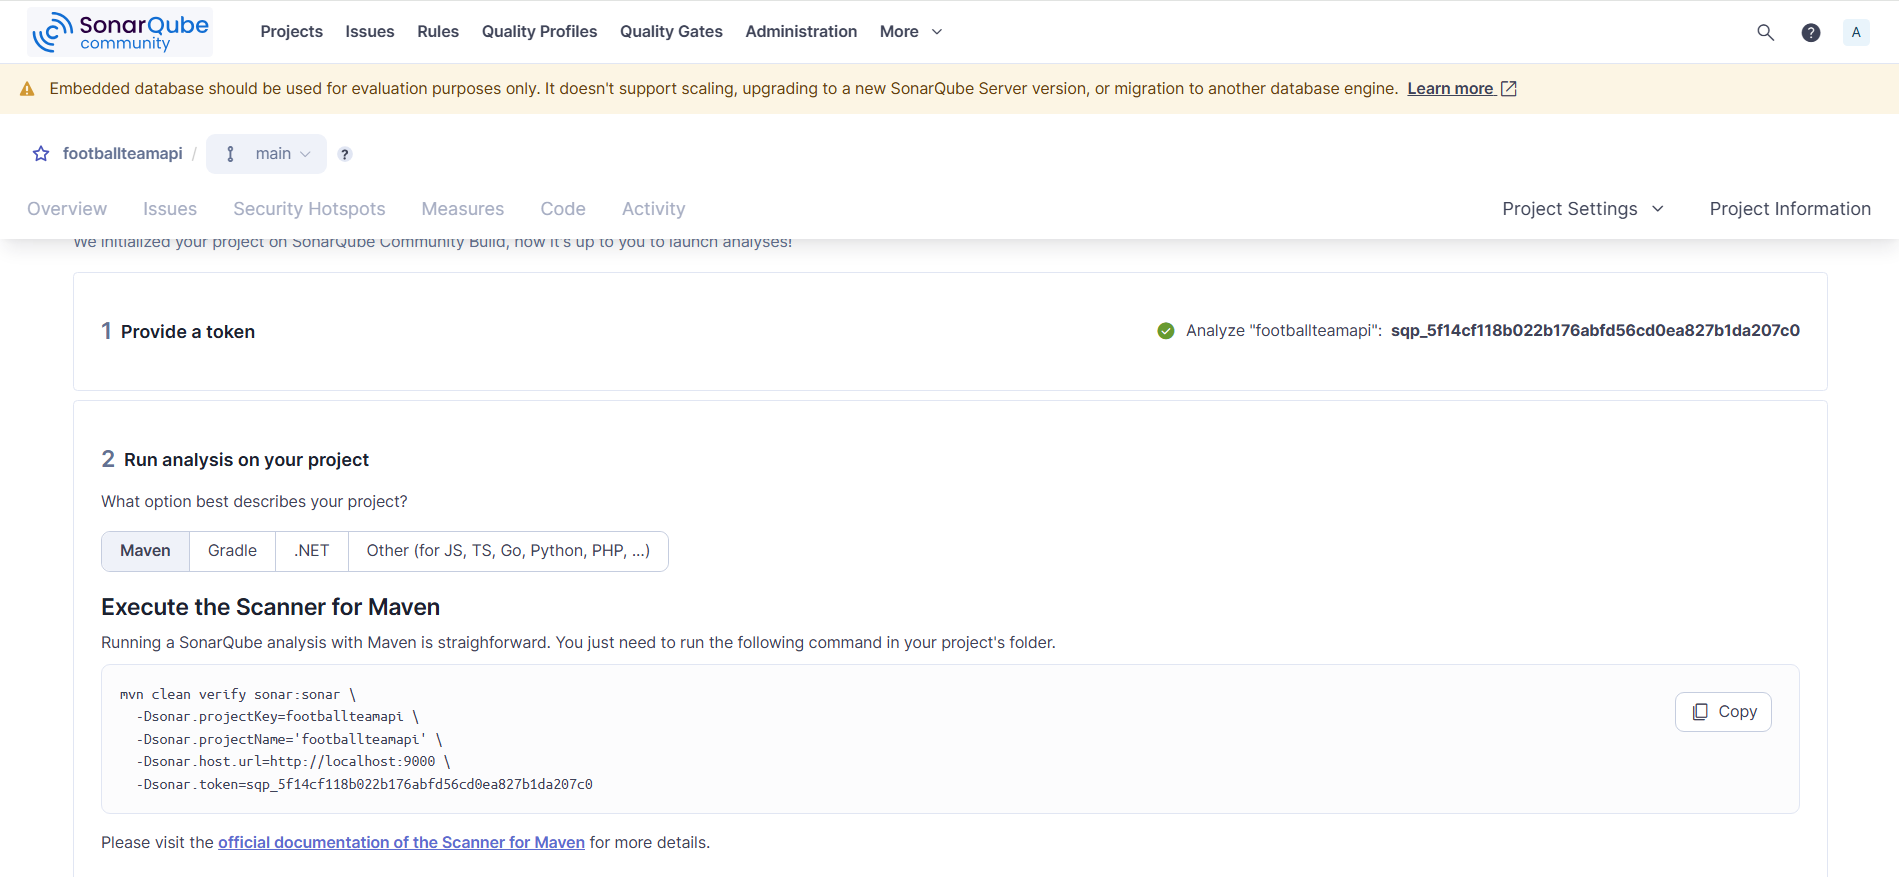 SonarQube
community
Projects Issues Rules Quality Profiles Quality Gates Administration More
A
Embedded database should be used for evaluation purposes only. It doesn't support scaling, upgrading to a new SonarQube Server version, or migration to another database engine. Learn more
footballteamapi / main ?
Overview Issues Security Hotspots Measures Code Activity Project Settings Project Information
We initialized your project on SonarQube Community Build, now it's up to you to launch analyses!
1 Provide a token
Analyze "footballteamapi": sqp_5f14cf118b022b176abfd56cd0ea827b1da207c0
2 Run analysis on your project
What option best describes your project?
Maven Gradle .NET Other (for JS, TS, Go, Python, PHP, ...)
Execute the Scanner for Maven
Running a SonarQube analysis with Maven is straighforward. You just need to run the following command in your project's folder.
mvn clean verify sonar:sonar \
-Dsonar.projectKey=footballteamapi \
-Dsonar.projectName='footballteamapi' \
-Dsonar.host.url=http://localhost:9000 \
-Dsonar.token=sqp_5f14cf118b022b176abfd56cd0ea827b1da207c0
Copy
Please visit the official documentation of the Scanner for Maven for more details.